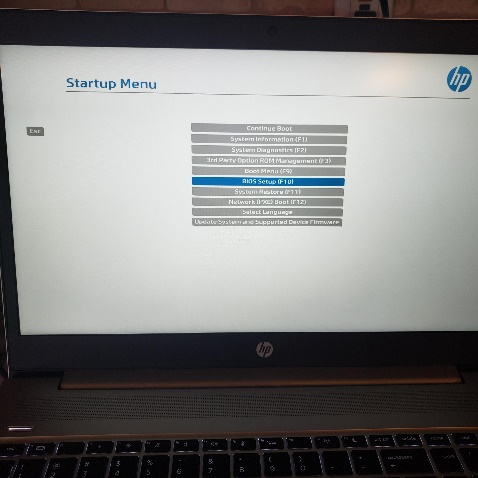 Startup Menu
hp
Esc
Continue Boot
System Information (F1)
System Diagnostics (F2)
3rd Party Option ROM Management (F3)
Boot Menu (F9)
BIOS Setup (F10)
System Restore (F11)
Network (PXE) Boot (F12)
Select Language
Update System and Supported Device Firmware
hp